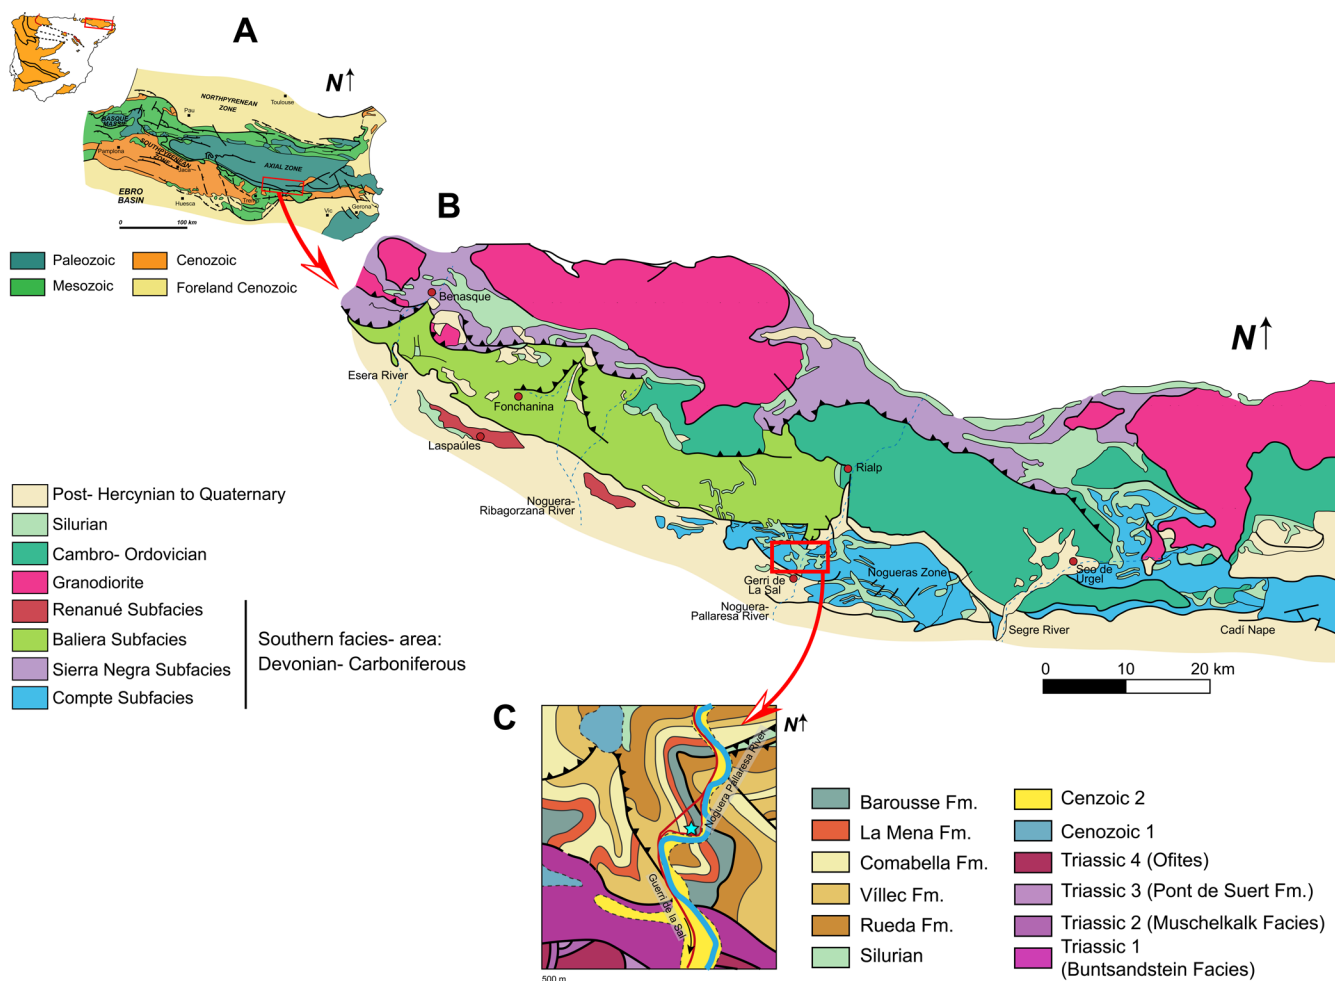 A
N↑
NORTHPYRENEAN
ZONE
Toulouse
Pau
BASQUE
MASSIF
Pamplona
SOUTHPYRENEAN
ZONE
Jaca
AXIAL ZONE
EBRO
BASIN
Huesca
Tremp
Vic
Gerona
0 100 km
Paleozoic
Cenozoic
Mesozoic
Foreland Cenozoic
B
N↑
Benasque
Esera River
Fonchanina
Laspaúles
Rialp
Noguera-
Ribagorzana River
Nogueras Zone
Seo de
Urgel
Gerri de
La Sal
Noguera-
Pallaresa River
Segre River
Cadí Nape
0 10 20 km
Post- Hercynian to Quaternary
Silurian
Cambro- Ordovician
Granodiorite
Renanué Subfacies
Baliera Subfacies
Sierra Negra Subfacies
Compte Subfacies
Southern facies- area:
Devonian- Carboniferous
C
N↑
Noguera Pallaresa River
Guerri de la Sal
500 m
Barousse Fm.
La Mena Fm.
Comabella Fm.
Víllec Fm.
Rueda Fm.
Silurian
Cenzoic 2
Cenozoic 1
Triassic 4 (Ofites)
Triassic 3 (Pont de Suert Fm.)
Triassic 2 (Muschelkalk Facies)
Triassic 1
(Buntsandstein Facies)